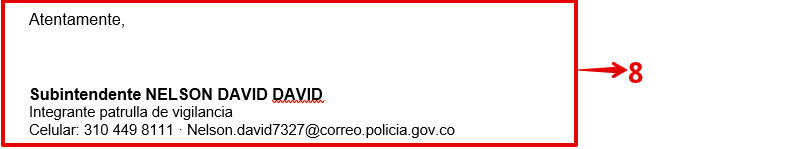 Atentamente,
Subintendente NELSON DAVID DAVID
Integrante patrulla de vigilancia
Celular: 310 449 8111 · Nelson.david7327@correo.policia.gov.co
8